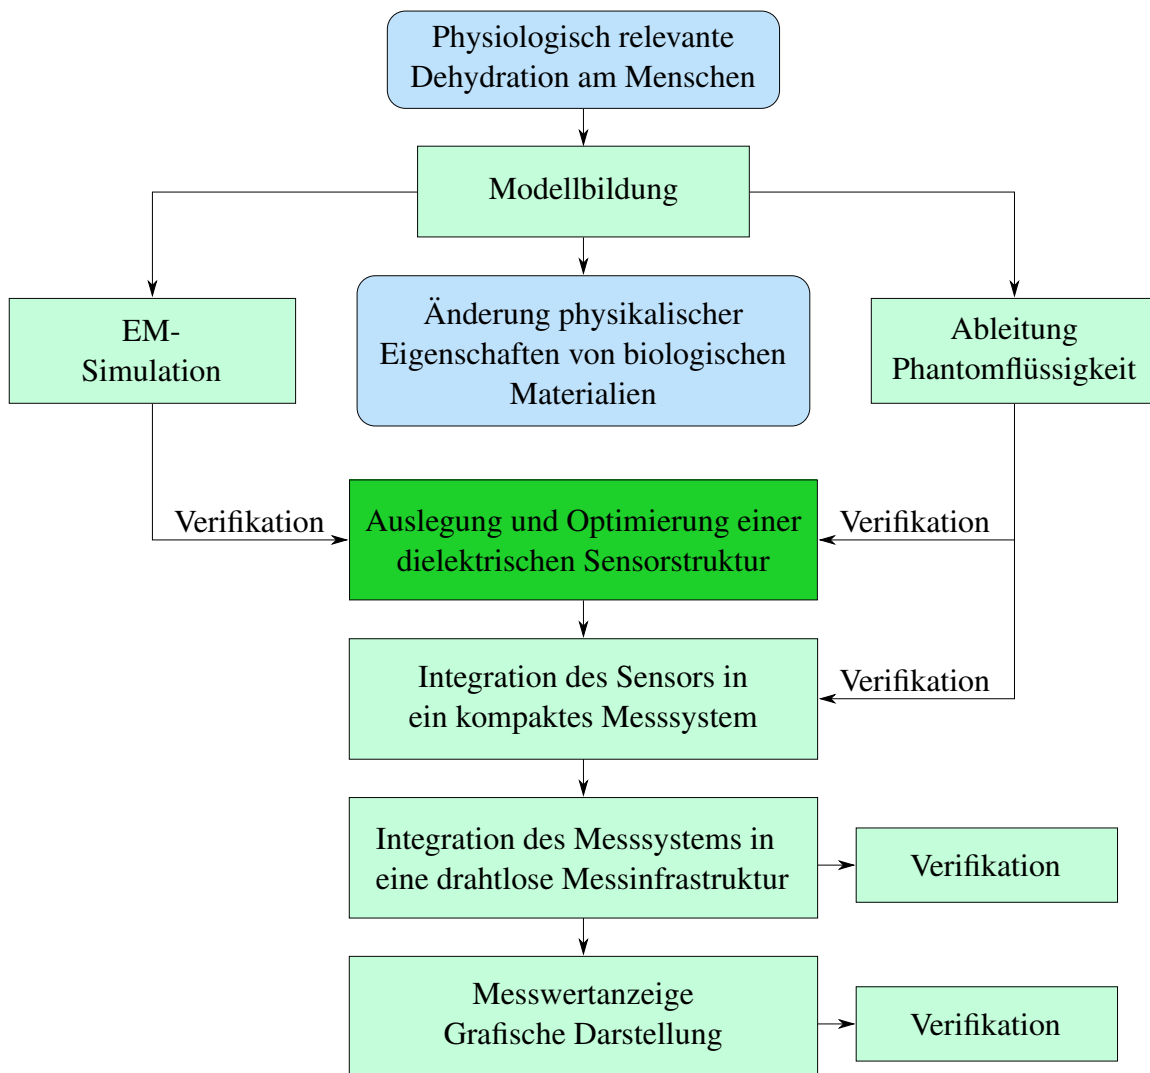 Physiologisch relevante
Dehydration am Menschen
Modellbildung
EM-
Simulation
Änderung physikalischer
Eigenschaften von biologischen
Materialien
Ableitung
Phantomflüssigkeit
Verifikation
Auslegung und Optimierung einer
dielektrischen Sensorstruktur
Verifikation
Integration des Sensors in
ein kompaktes Messsystem
Verifikation
Integration des Messsystems in
eine drahtlose Messinfrastruktur
Verifikation
Messwertanzeige
Grafische Darstellung
Verifikation